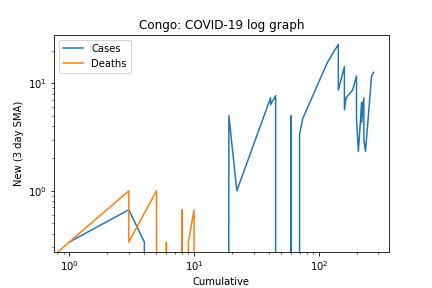 Congo: COVID-19 log graph
Cases
Deaths
New (3 day SMA)
10¹
10⁰
10⁰ 10¹ 10²
Cumulative